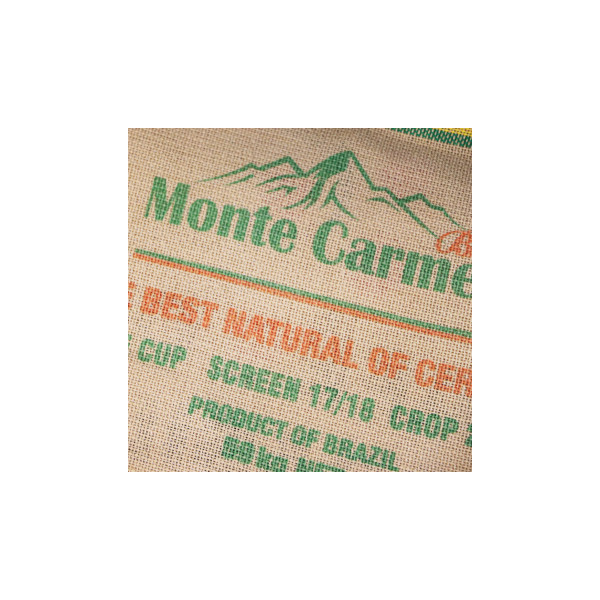 Monte Carme
BEST NATURAL OF CER
CUP SCREEN 17/18 CROP
PRODUCT OF BRAZIL